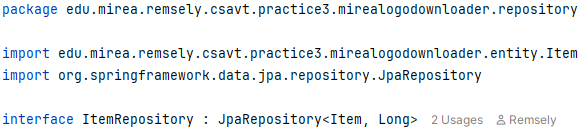 package edu.mirea.remsely.csavt.practice3.mirealogodownloader.repository
import edu.mirea.remsely.csavt.practice3.mirealogodownloader.entity.Item
import org.springframework.data.jpa.repository.JpaRepository
interface ItemRepository : JpaRepository<Item, Long> 2 Usages Remsely